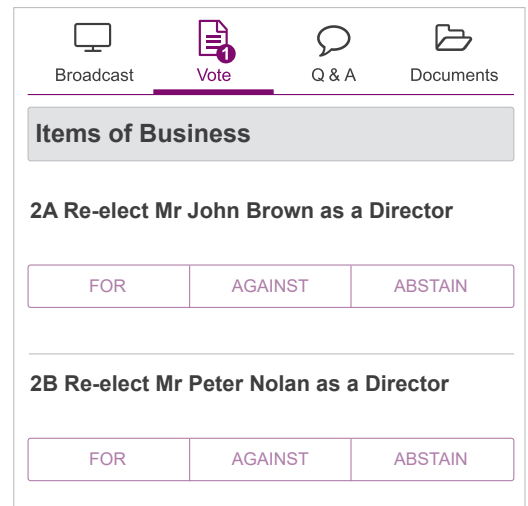 1
Broadcast Vote Q & A Documents
Items of Business
2A Re-elect Mr John Brown as a Director
FOR AGAINST ABSTAIN
2B Re-elect Mr Peter Nolan as a Director
FOR AGAINST ABSTAIN